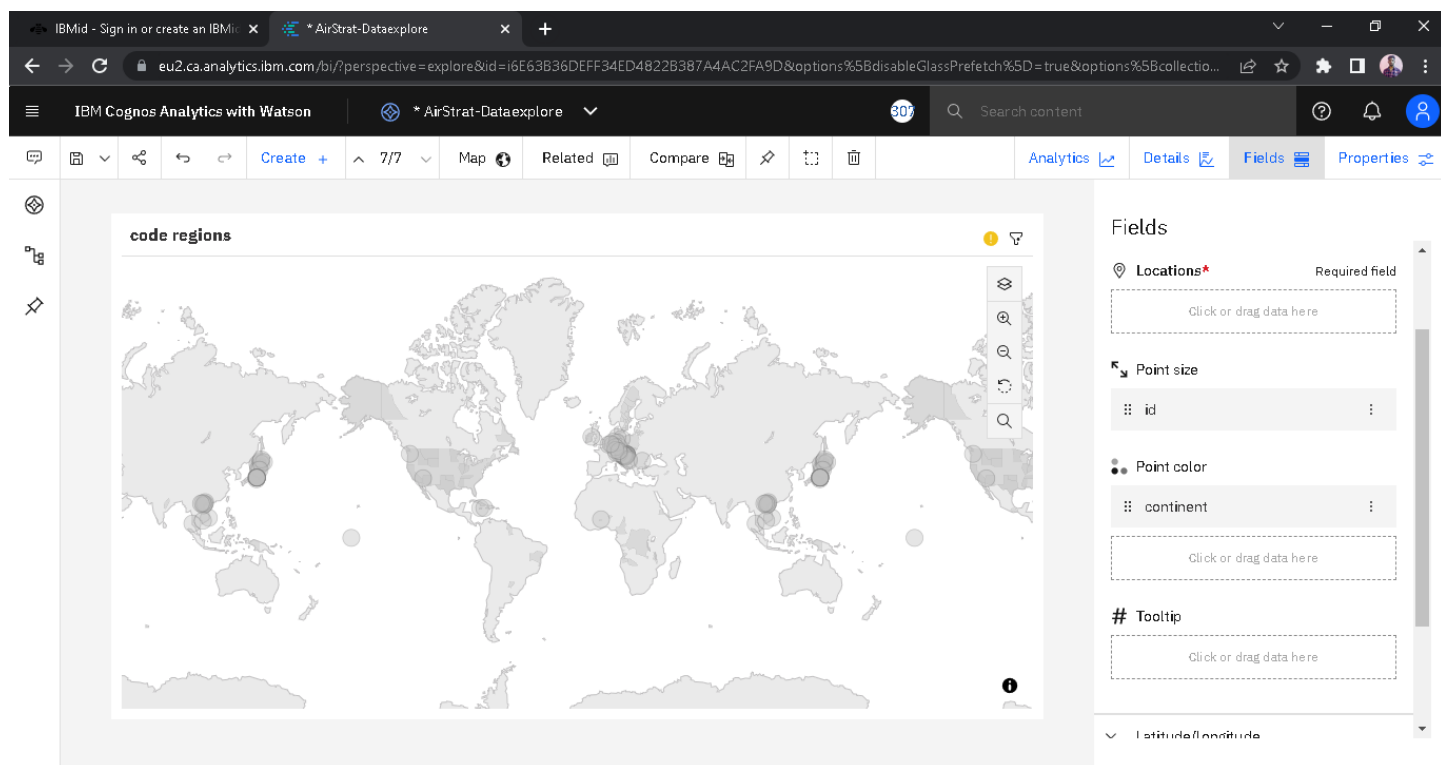 IBMid - Sign in or create an IBMid
* AirStrat-Dataexplore
eu2.ca.analytics.ibm.com/bi/?perspective=explore&id=i6E63B36DEFF34ED4822B387A4AC2FA9D&options%5BdisableGlassPrefetch%5D=true&options%5Bcollectio...
IBM Cognos Analytics with Watson
* AirStrat-Dataexplore
307
Search content
Create +
7/7
Map
Related
Compare
Analytics
Details
Fields
Properties
code regions
Fields
Locations*
Required field
Click or drag data here
Point size
id
Point color
continent
Click or drag data here
# Tooltip
Click or drag data here
Latitude/Longitude